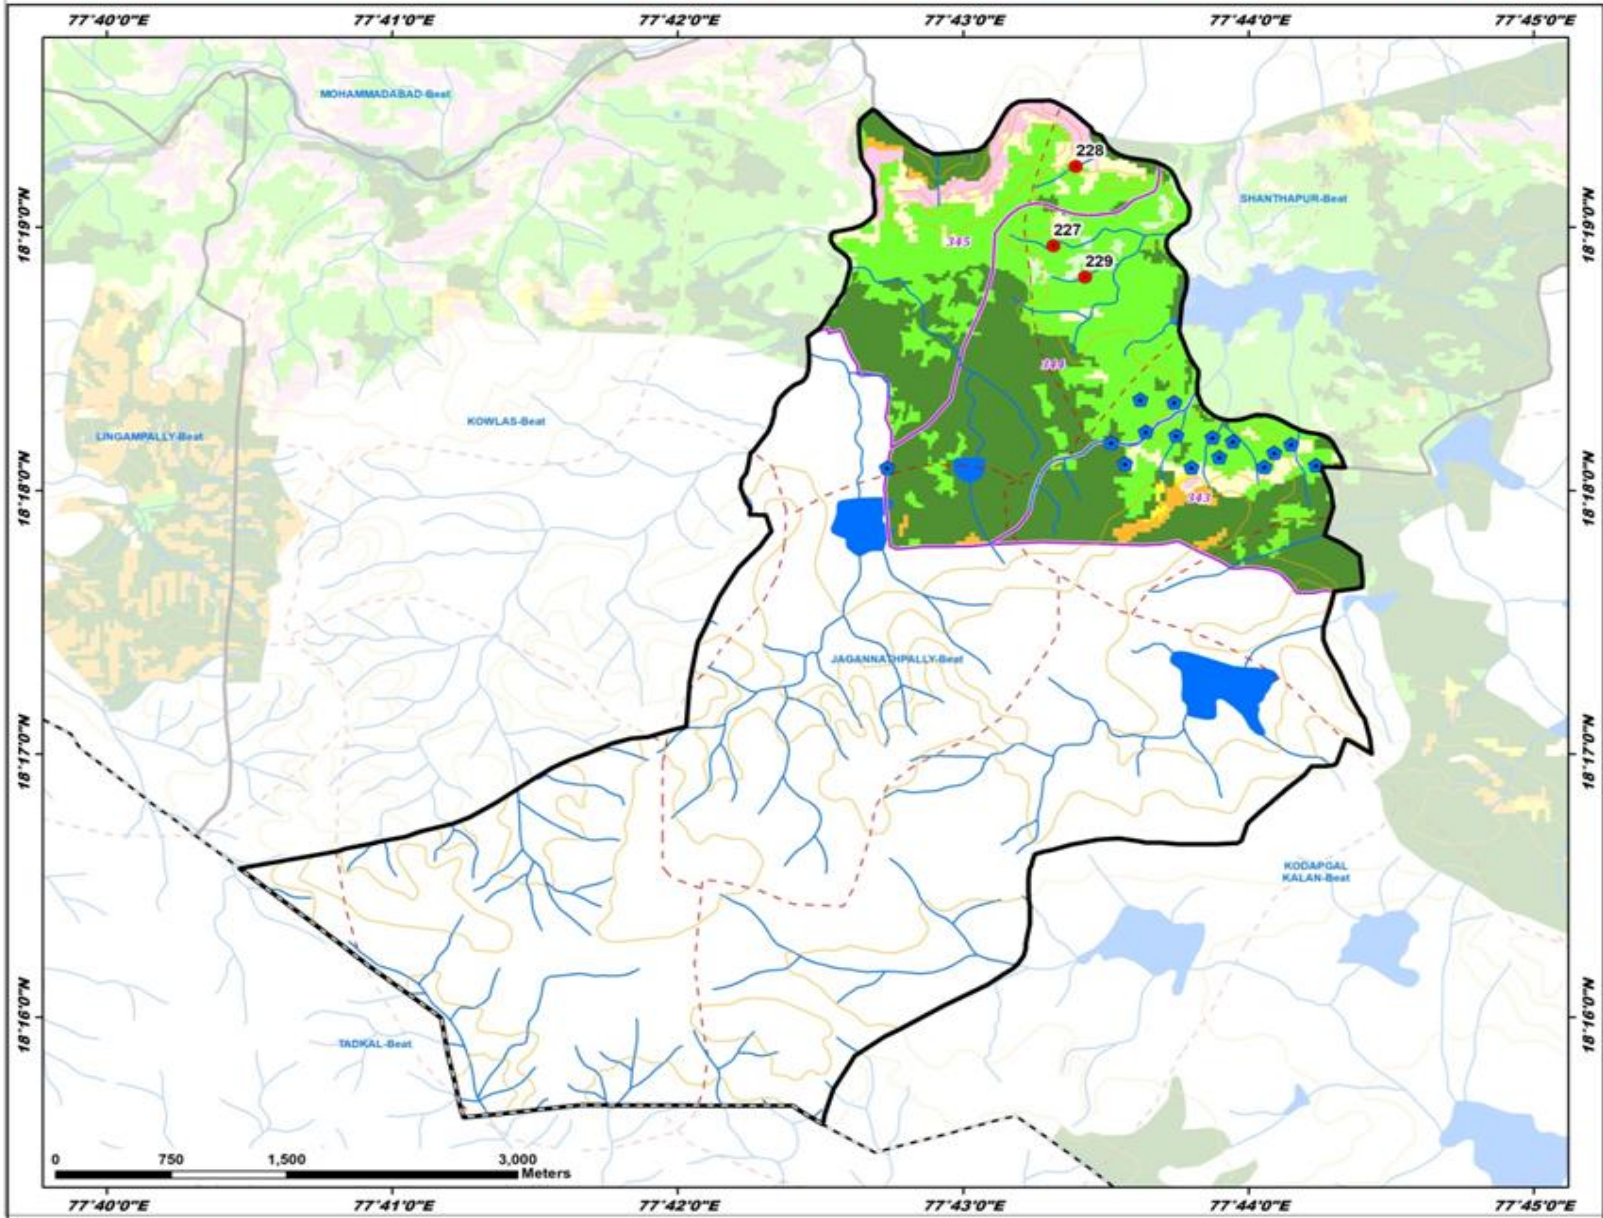 77°40'0"E 77°41'0"E 77°42'0"E 77°43'0"E 77°44'0"E 77°45'0"E
MOHAMMADABAD-Beat
228
SHANTHAPUR-Beat
18°19'0"N
18°19'0"N
227
345
229
344
KOWLAS-Beat
LINGAMPALLY-Beat
18°18'0"N
18°18'0"N
343
JAGANNATHPALLY-Beat
18°17'0"N
18°17'0"N
KODAPGAL
KALAN-Beat
18°16'0"N
18°16'0"N
TADKAL-Beat
0 750 1,500 3,000
Meters
77°40'0"E 77°41'0"E 77°42'0"E 77°43'0"E 77°44'0"E 77°45'0"E